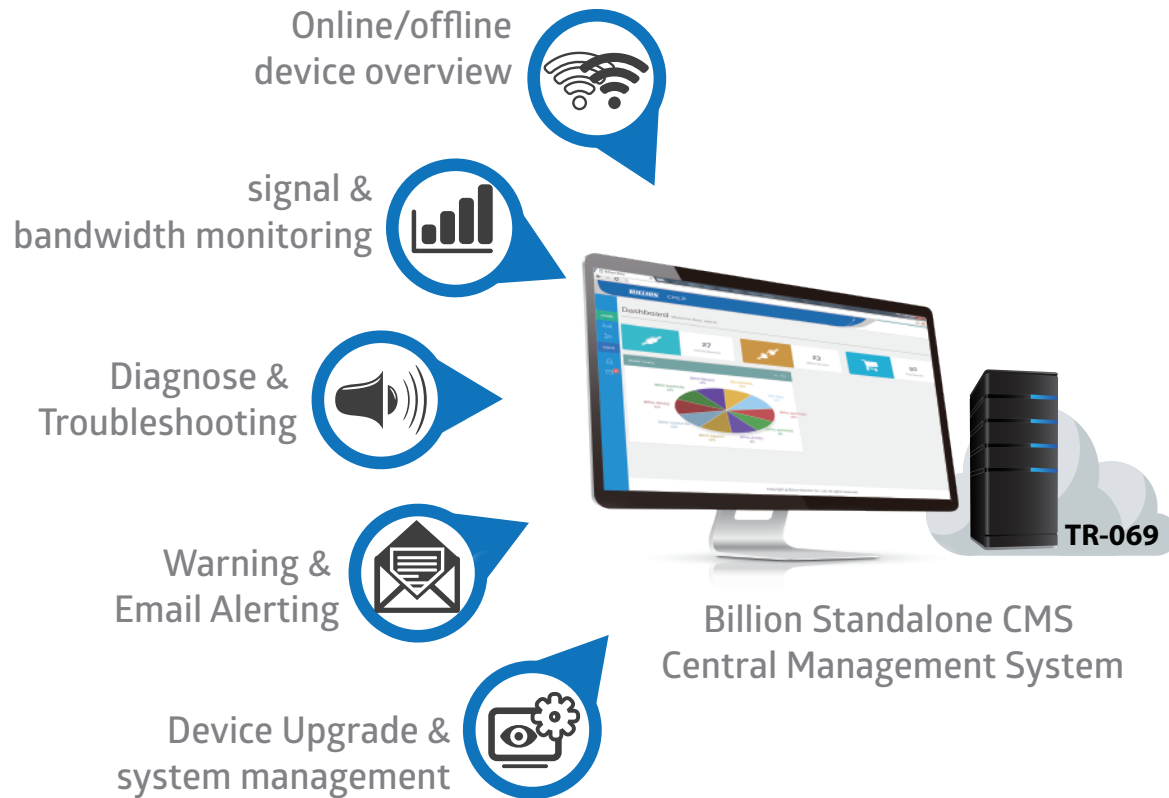 Online/offline
device overview
signal &
bandwidth monitoring
Diagnose &
Troubleshooting
Warning &
Email Alerting
Device Upgrade &
system management
BILLION
Dashboard
TR-069
Billion Standalone CMS
Central Management System